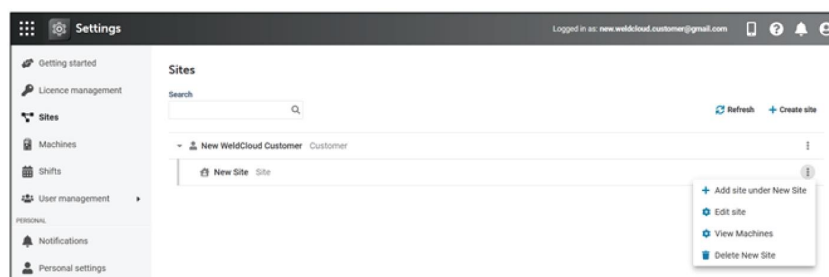 Settings
Logged in as: new.weldcloud.customer@gmail.com
Getting started
Licence management
Sites
Machines
Shifts
User management
PERSONAL
Notifications
Personal settings
Sites
Search
Refresh
Create site
New WeldCloud Customer Customer
New Site Site
Add site under New Site
Edit site
View Machines
Delete New Site